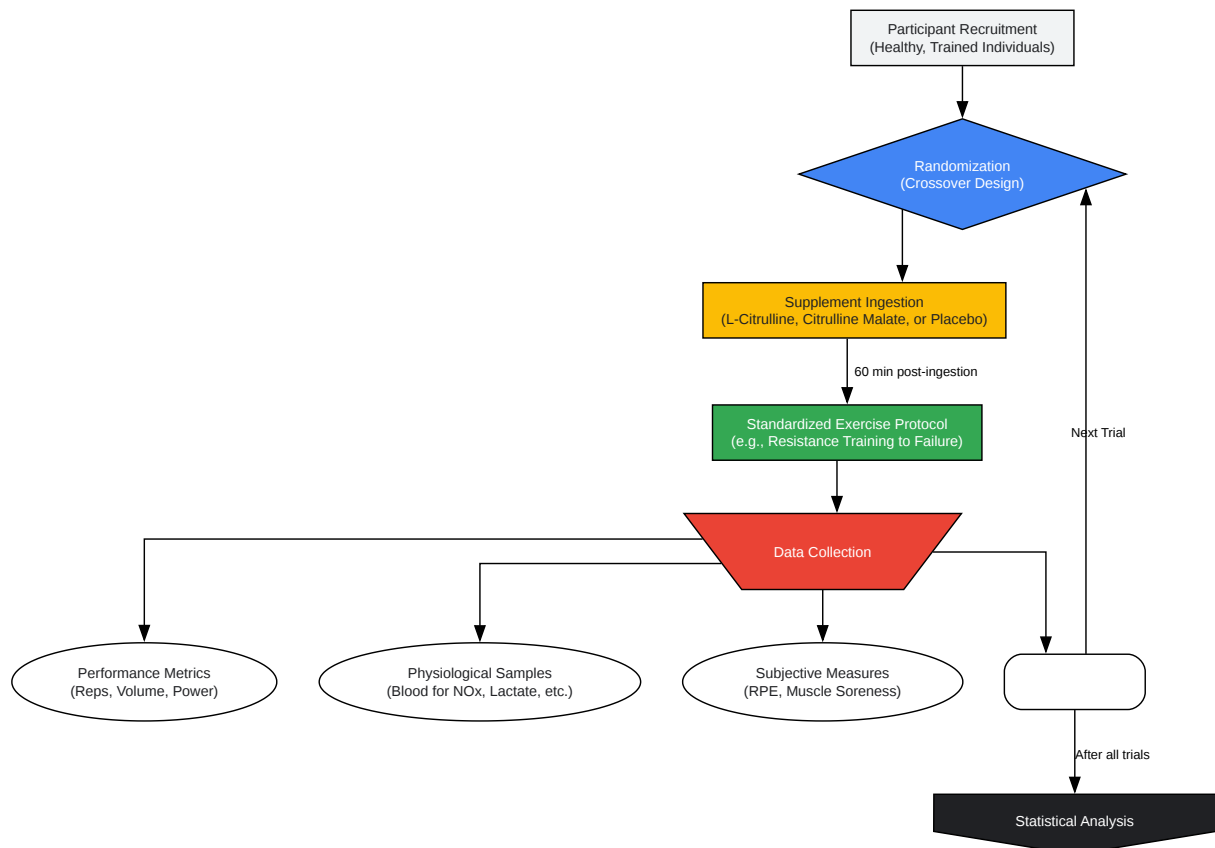 Participant Recruitment
(Healthy, Trained Individuals)
Randomization
(Crossover Design)
Supplement Ingestion
(L-Citrulline, Citrulline Malate, or Placebo)
60 min post-ingestion
Standardized Exercise Protocol
(e.g., Resistance Training to Failure)
Next Trial
Data Collection
Performance Metrics
(Reps, Volume, Power)
Physiological Samples
(Blood for NOx, Lactate, etc.)
Subjective Measures
(RPE, Muscle Soreness)
After all trials
Statistical Analysis